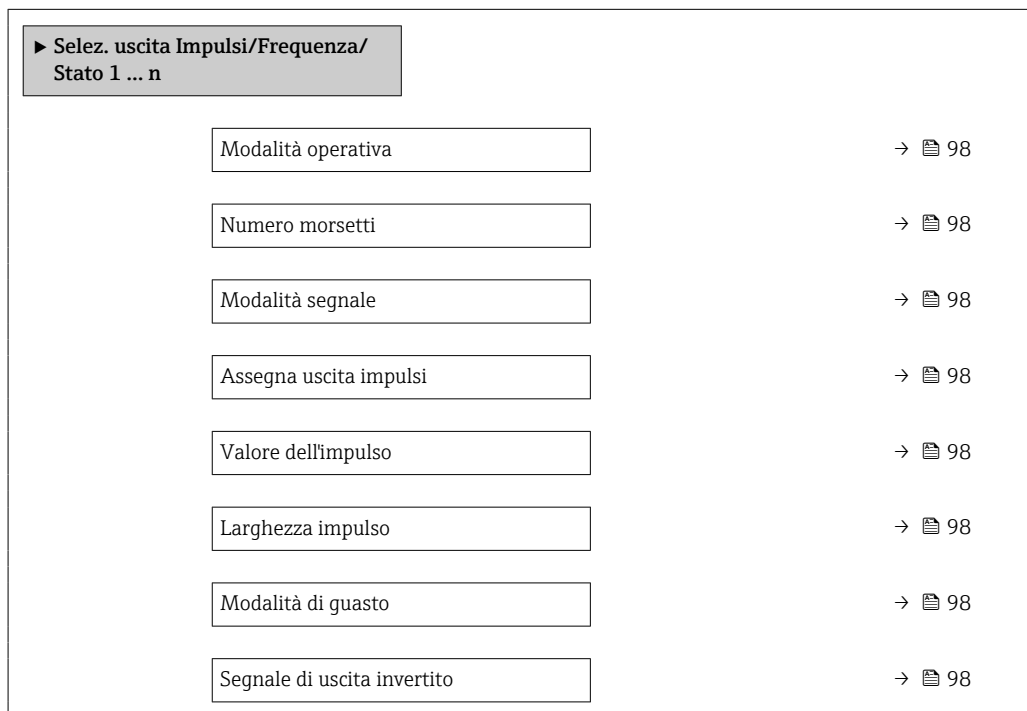 ► Selez. uscita Impulsi/Frequenza/
Stato 1 … n
Modalità operativa → 98
Numero morsetti → 98
Modalità segnale → 98
Assegna uscita impulsi → 98
Valore dell'impulso → 98
Larghezza impulso → 98
Modalità di guasto → 98
Segnale di uscita invertito → 98